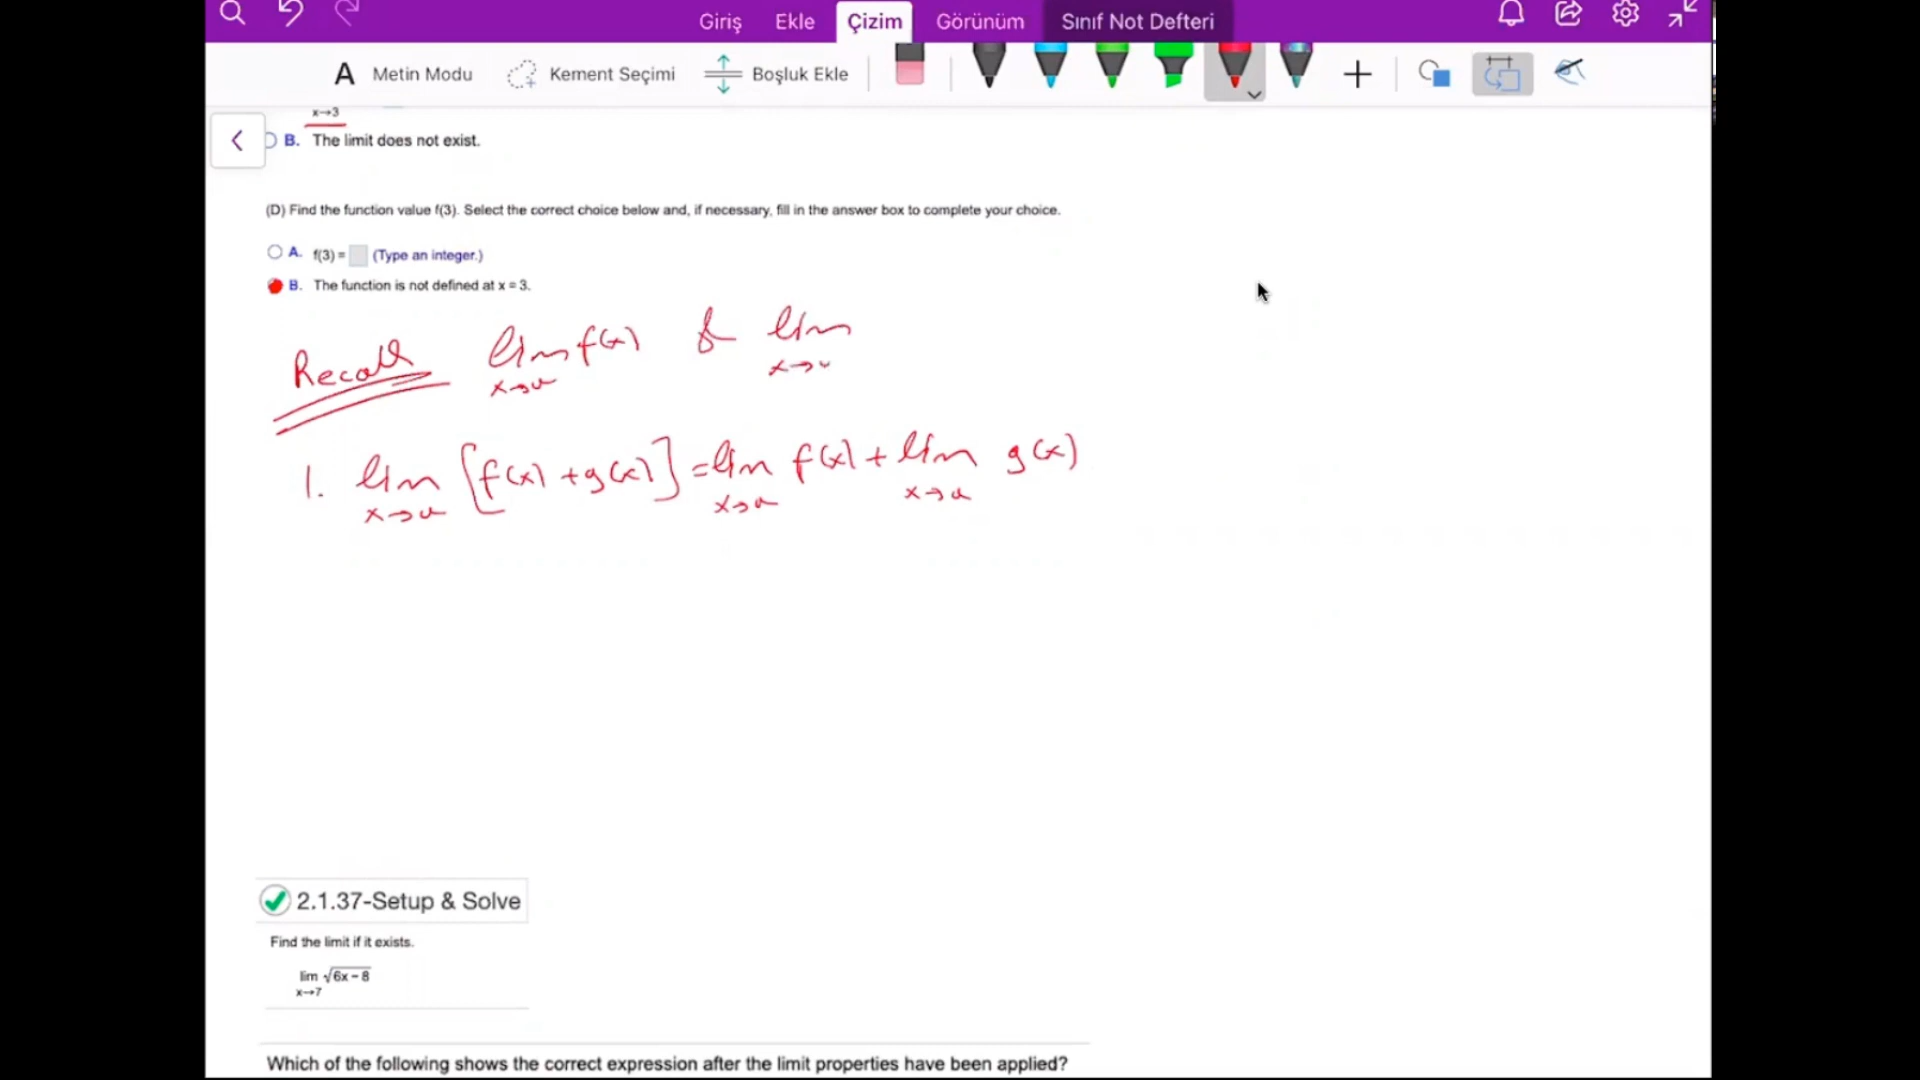 Giriş Ekle Çizim Görünüm Sınıf Not Defteri
A Metin Modu Kement Seçimi Boşluk Ekle
x→3
B. The limit does not exist.
(D) Find the function value f(3). Select the correct choice below and, if necessary, fill in the answer box to complete your choice.
A. f(3) = (Type an integer.)
B. The function is not defined at x = 3.
Recall lim f(x) & lim
x→a x→
1. lim [f(x) + g(x)] = lim f(x) + lim g(x)
x→a x→a x→a
2.1.37-Setup & Solve
Find the limit if it exists.
lim √6x − 8
x→7
Which of the following shows the correct expression after the limit properties have been applied?